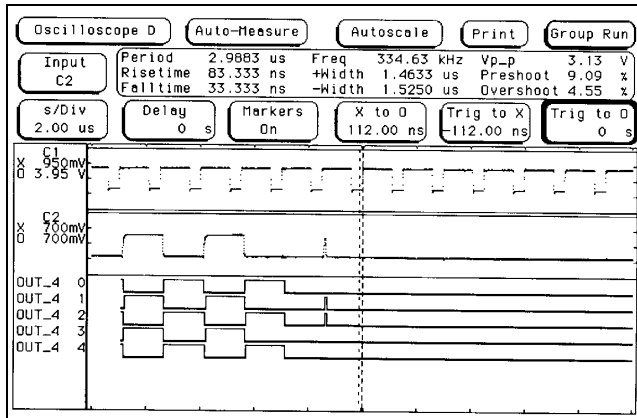 Oscilloscope D Auto-Measure Autoscale Print Group Run
Input C2
Period 2.9883 us Freq 334.63 kHz Vp_p 3.13 V
Risetime 83.333 ns +Width 1.4633 us Preshoot 9.09 %
Falltime 33.333 ns -Width 1.5250 us Overshoot 4.55 %
s/Div 2.00 us
Delay 0 s
Markers On
X to O 112.00 ns
Trig to X -112.00 ns
Trig to O 0 s
C1
X 950mV
O 3.95 V
C2
X 700mV
O 700mV
OUT_4 0
OUT_4 1
OUT_4 2
OUT_4 3
OUT_4 4